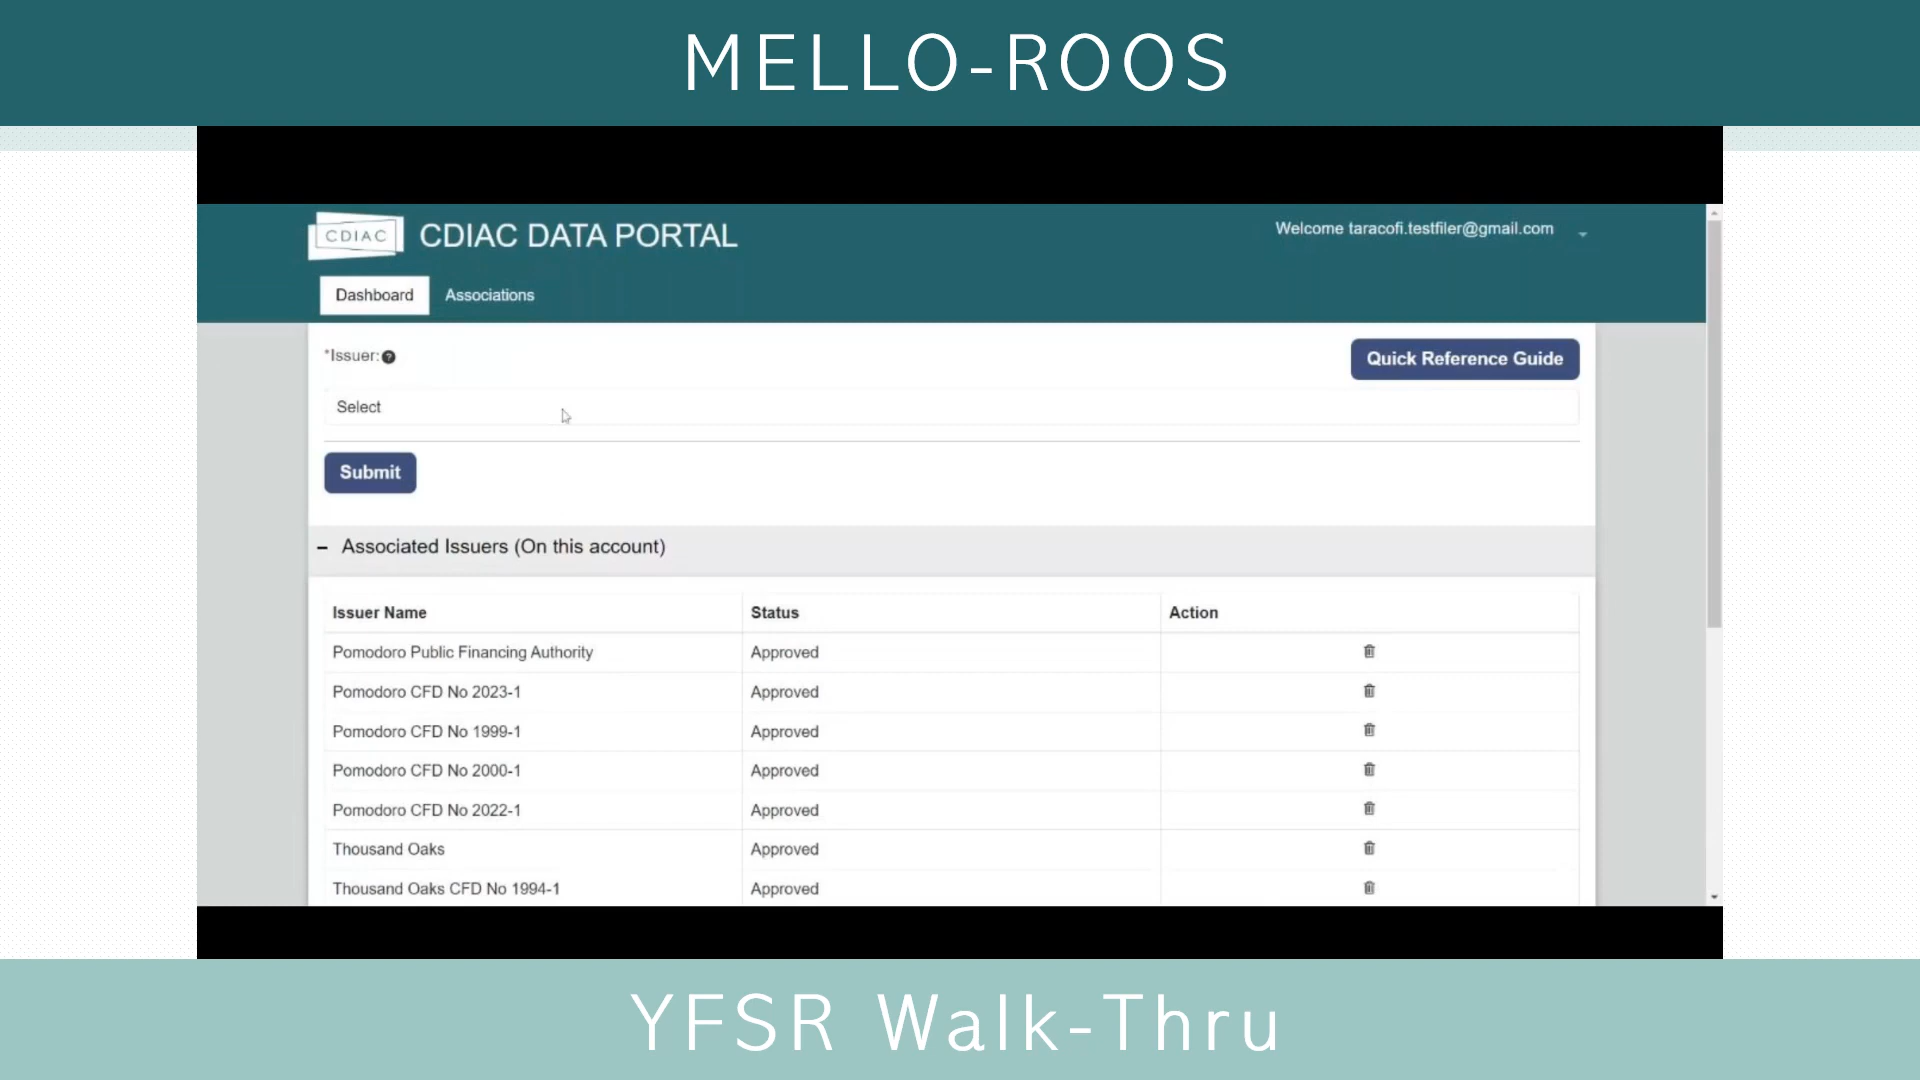 MELLO-ROOS
CDIAC
CDIAC DATA PORTAL
Welcome taracofi.testfiler@gmail.com
Dashboard
Associations
*Issuer:
Quick Reference Guide
Select
Submit
Associated Issuers (On this account)
Issuer Name Status Action
Pomodoro Public Financing Authority Approved
Pomodoro CFD No 2023-1 Approved
Pomodoro CFD No 1999-1 Approved
Pomodoro CFD No 2000-1 Approved
Pomodoro CFD No 2022-1 Approved
Thousand Oaks Approved
Thousand Oaks CFD No 1994-1 Approved
YFSR Walk-Thru